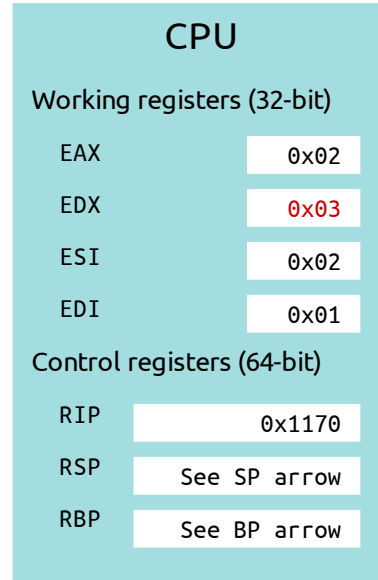 CPU
Working registers (32-bit)
EAX 0x02
EDX 0x03
ESI 0x02
EDI 0x01
Control registers (64-bit)
RIP 0x1170
RSP See SP arrow
RBP See BP arrow